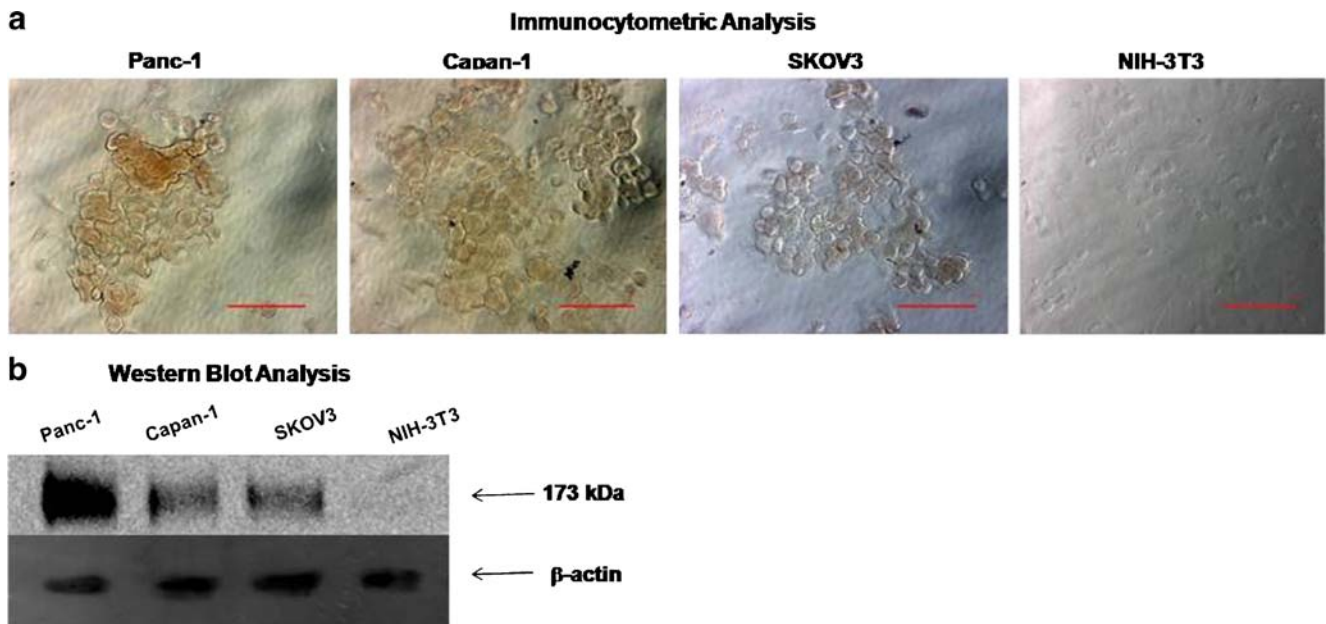 a
Immunocytometric Analysis
Panc-1 Capan-1 SKOV3 NIH-3T3
b
Western Blot Analysis
Panc-1 Capan-1 SKOV3 NIH-3T3
173 kDa
β-actin